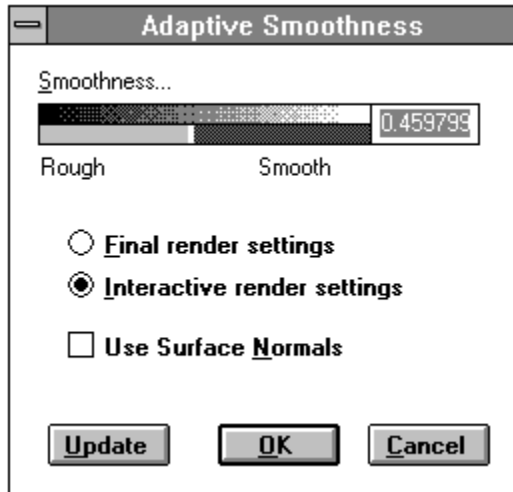 Adaptive Smoothness
Smoothness...
0.459799
Rough Smooth
Final render settings
Interactive render settings
Use Surface Normals
Update OK Cancel